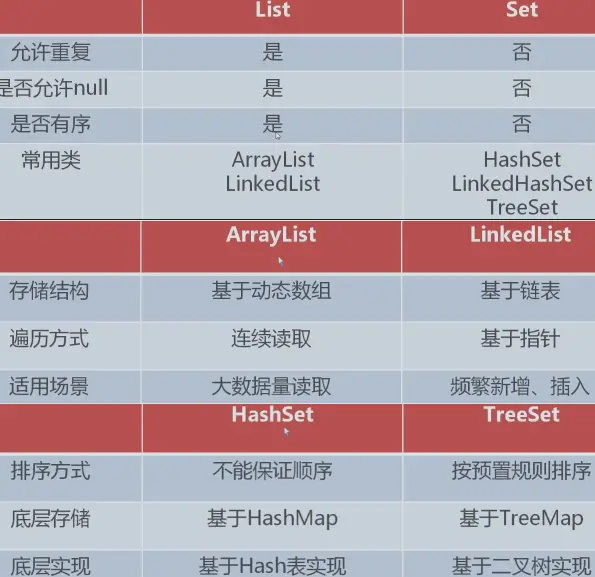 List Set
允许重复 是 否
是否允许null 是 否
是否有序 是 否
常用类 ArrayList HashSet
LinkedList LinkedHashSet
TreeSet
ArrayList LinkedList
存储结构 基于动态数组 基于链表
遍历方式 连续读取 基于指针
适用场景 大数据量读取 频繁新增、插入
HashSet TreeSet
排序方式 不能保证顺序 按预置规则排序
底层存储 基于HashMap 基于TreeMap
底层实现 基于Hash表实现 基于二叉树实现